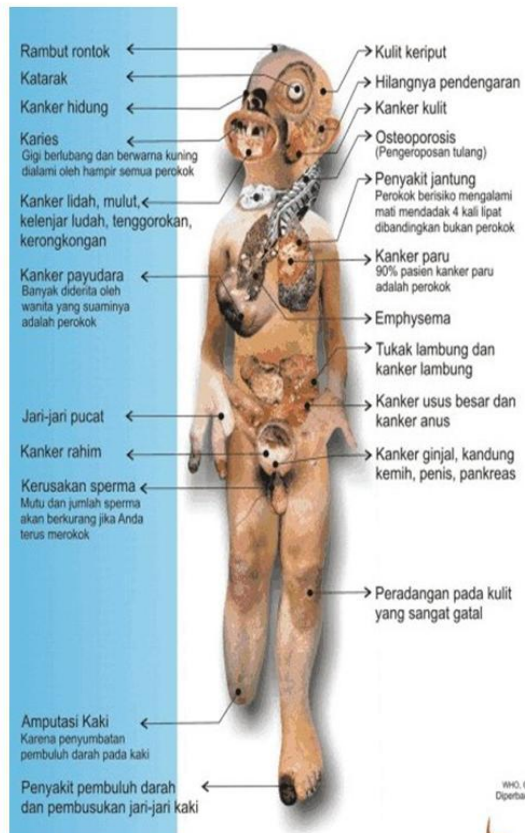 Rambut rontok
Katarak
Kanker hidung
Karies
Gigi berlubang dan berwarna kuning
dialami oleh hampir semua perokok
Kanker lidah, mulut,
kelenjar ludah, tenggorokan,
kerongkongan
Kanker payudara
Banyak diderita oleh
wanita yang suaminya
adalah perokok
Jari-jari pucat
Kanker rahim
Kerusakan sperma
Mutu dan jumlah sperma
akan berkurang jika Anda
terus merokok
Amputasi Kaki
Karena penyumbatan
pembuluh darah pada kaki
Penyakit pembuluh darah
dan pembusukan jari-jari kaki
Kulit keriput
Hilangnya pendengaran
Kanker kulit
Osteoporosis
(Pengeroposan tulang)
Penyakit jantung
Perokok berisiko mengalami
mati mendadak 4 kali lipat
dibandingkan bukan perokok
Kanker paru
90% pasien kanker paru
adalah perokok
Emphysema
Tukak lambung dan
kanker lambung
Kanker usus besar dan
kanker anus
Kanker ginjal, kandung
kemih, penis, pankreas
Peradangan pada kulit
yang sangat gatal
WHO,